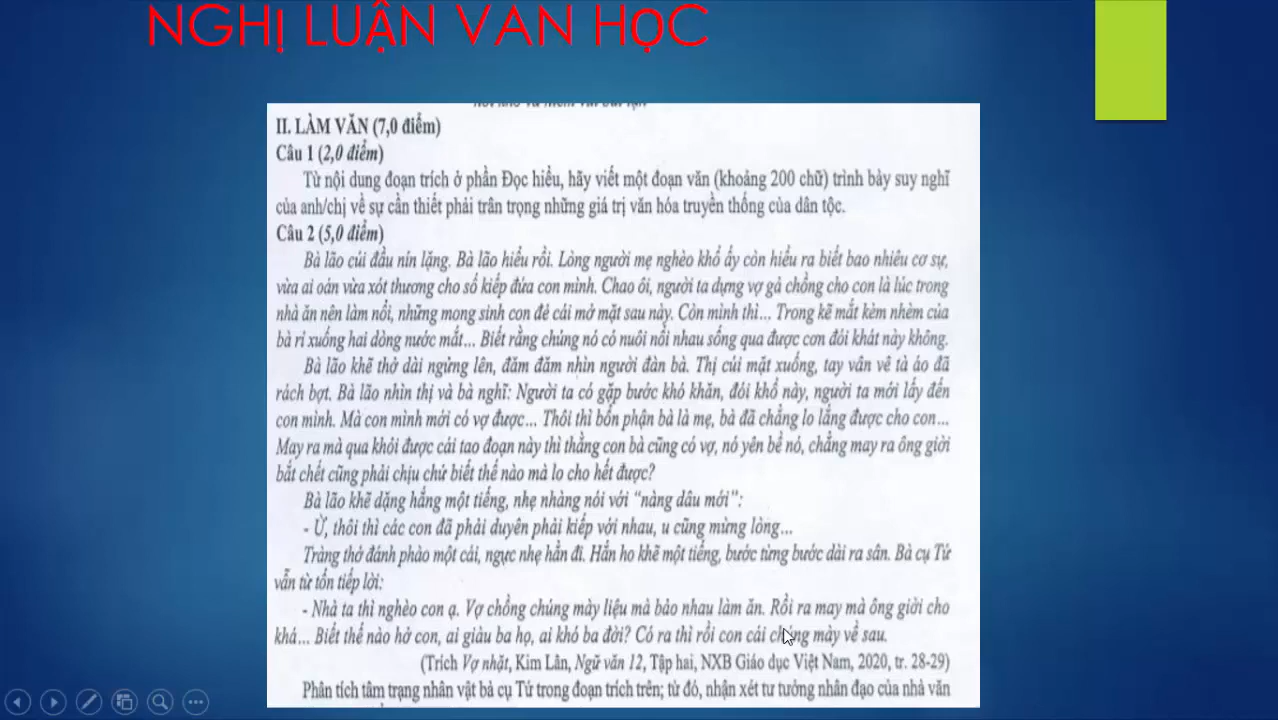 NGHỊ LUẬN VAN HỌC
II. LÀM VĂN (7,0 điểm)
Câu 1 (2,0 điểm)
Từ nội dung đoạn trích ở phần Đọc hiểu, hãy viết một đoạn văn (khoảng 200 chữ) trình bày suy nghĩ
của anh/chị về sự cần thiết phải trân trọng những giá trị văn hóa truyền thống của dân tộc.
Câu 2 (5,0 điểm)
Bà lão cúi đầu nín lặng. Bà lão hiểu rồi. Lòng người mẹ nghèo khổ ấy còn hiểu ra biết bao nhiêu cơ sự,
vừa ai oán vừa xót thương cho số kiếp đứa con mình. Chao ôi, người ta dựng vợ gả chồng cho con là lúc trong
nhà ăn nên làm nổi, những mong sinh con đẻ cái mở mặt sau này. Còn mình thì... Trong kẽ mắt kèm nhèm của
bà rỉ xuống hai dòng nước mắt... Biết rằng chúng nó có nuôi nổi nhau sống qua được cơn đói khát này không.
Bà lão khẽ thở dài ngửng lên, đăm đăm nhìn người đàn bà. Thị cúi mặt xuống, tay vân vê tà áo đã
rách bợt. Bà lão nhìn thị và bà nghĩ: Người ta có gặp bước khó khăn, đói khổ này, người ta mới lấy đến
con mình. Mà con mình mới có vợ được... Thôi thì bổn phận bà là mẹ, bà đã chẳng lo lắng được cho con...
May ra mà qua khỏi được cái tao đoạn này thì thằng con bà cũng có vợ, nó yên bề nó, chẳng may ra ông giời
bắt chết cũng phải chịu chứ biết thế nào mà lo cho hết được?
Bà lão khẽ dặng hắng một tiếng, nhẹ nhàng nói với “nàng dâu mới”:
- Ừ, thôi thì các con đã phải duyên phải kiếp với nhau, u cũng mừng lòng...
Tràng thở đánh phào một cái, ngực nhẹ hẳn đi. Hắn ho khẽ một tiếng, bước từng bước dài ra sân. Bà cụ Tứ
vẫn từ tốn tiếp lời:
- Nhà ta thì nghèo con ạ. Vợ chồng chúng mày liệu mà bảo nhau làm ăn. Rồi ra may mà ông giời cho
khá... Biết thế nào hở con, ai giàu ba họ, ai khó ba đời? Có ra thì rồi con cái chúng mày về sau.
(Trích Vợ nhặt, Kim Lân, Ngữ văn 12, Tập hai, NXB Giáo dục Việt Nam, 2020, tr. 28-29)
Phân tích tâm trạng nhân vật bà cụ Tứ trong đoạn trích trên; từ đó, nhận xét tư tưởng nhân đạo của nhà văn